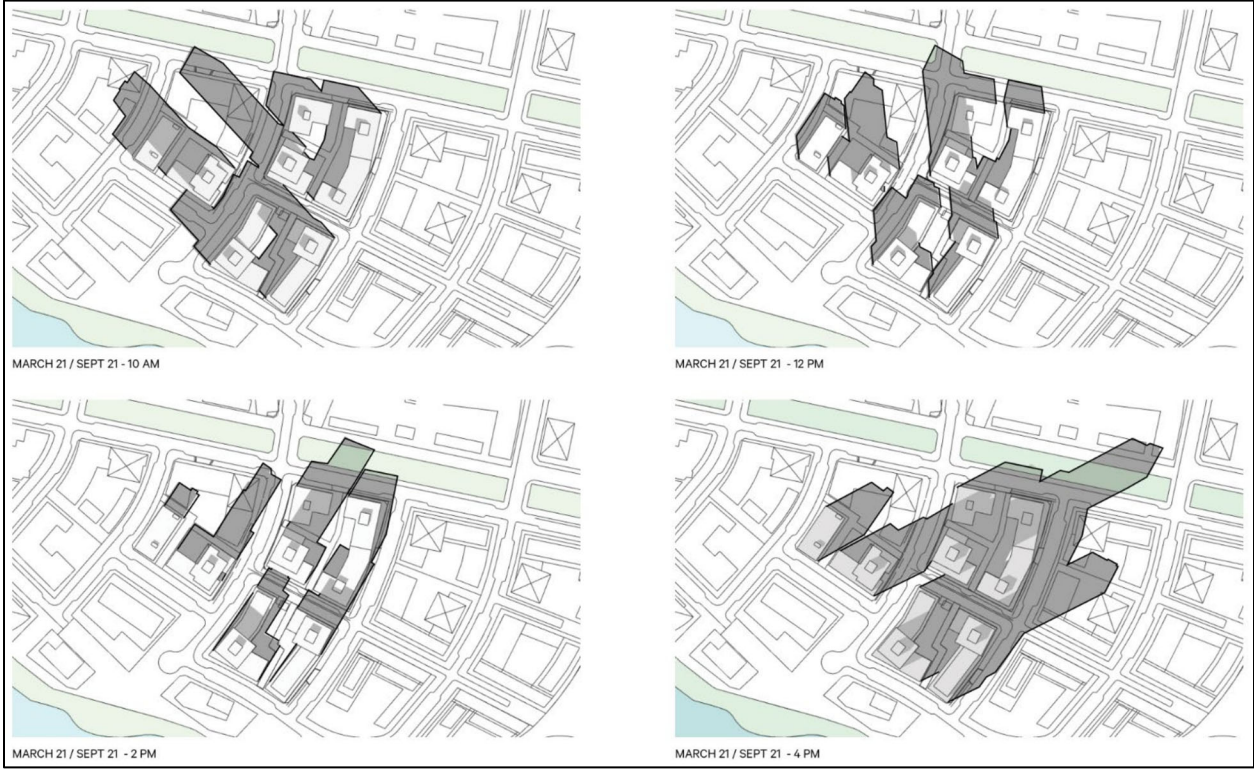 MARCH 21 / SEPT 21 - 10 AM
MARCH 21 / SEPT 21 - 12 PM
MARCH 21 / SEPT 21 - 2 PM
MARCH 21 / SEPT 21 - 4 PM